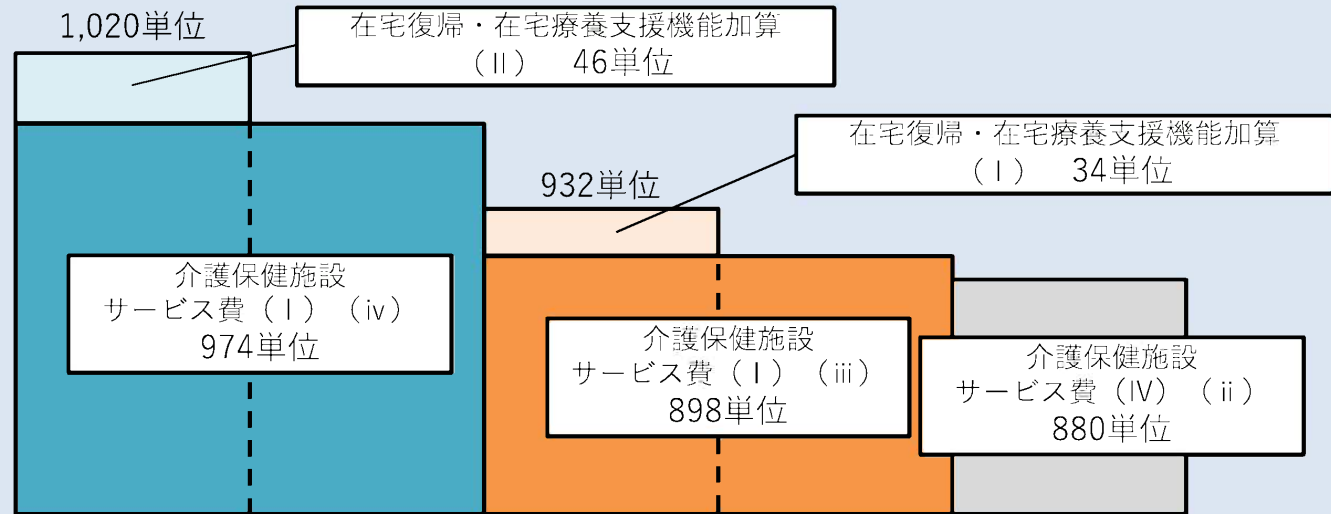 1,020単位
在宅復帰・在宅療養支援機能加算
（Ⅱ）　46単位
在宅復帰・在宅療養支援機能加算
（Ⅰ）　34単位
932単位
介護保健施設
サービス費（Ⅰ）（ⅳ）
974単位
介護保健施設
サービス費（Ⅰ）（ⅲ）
898単位
介護保健施設
サービス費（Ⅳ）（ⅱ）
880単位